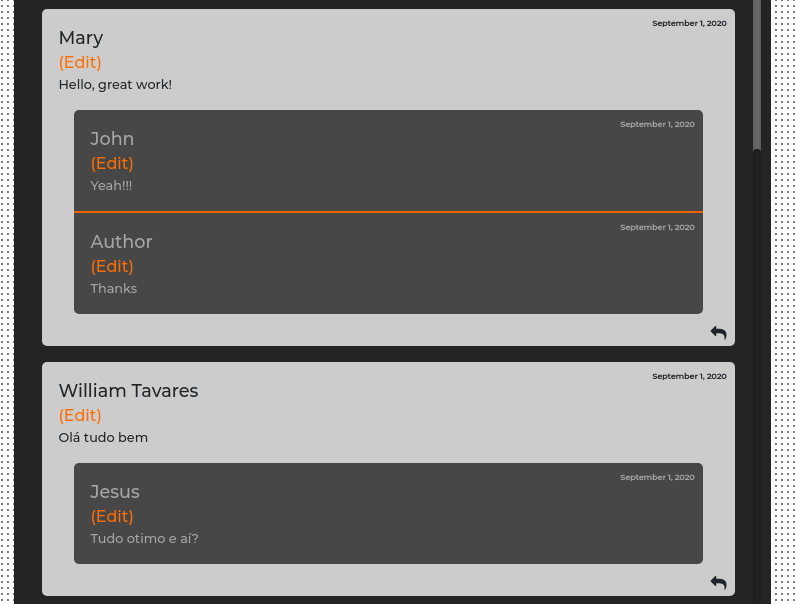 September 1, 2020
Mary
(Edit)
Hello, great work!
September 1, 2020
John
(Edit)
Yeah!!!
September 1, 2020
Author
(Edit)
Thanks
September 1, 2020
William Tavares
(Edit)
Olá tudo bem
September 1, 2020
Jesus
(Edit)
Tudo otimo e aí?